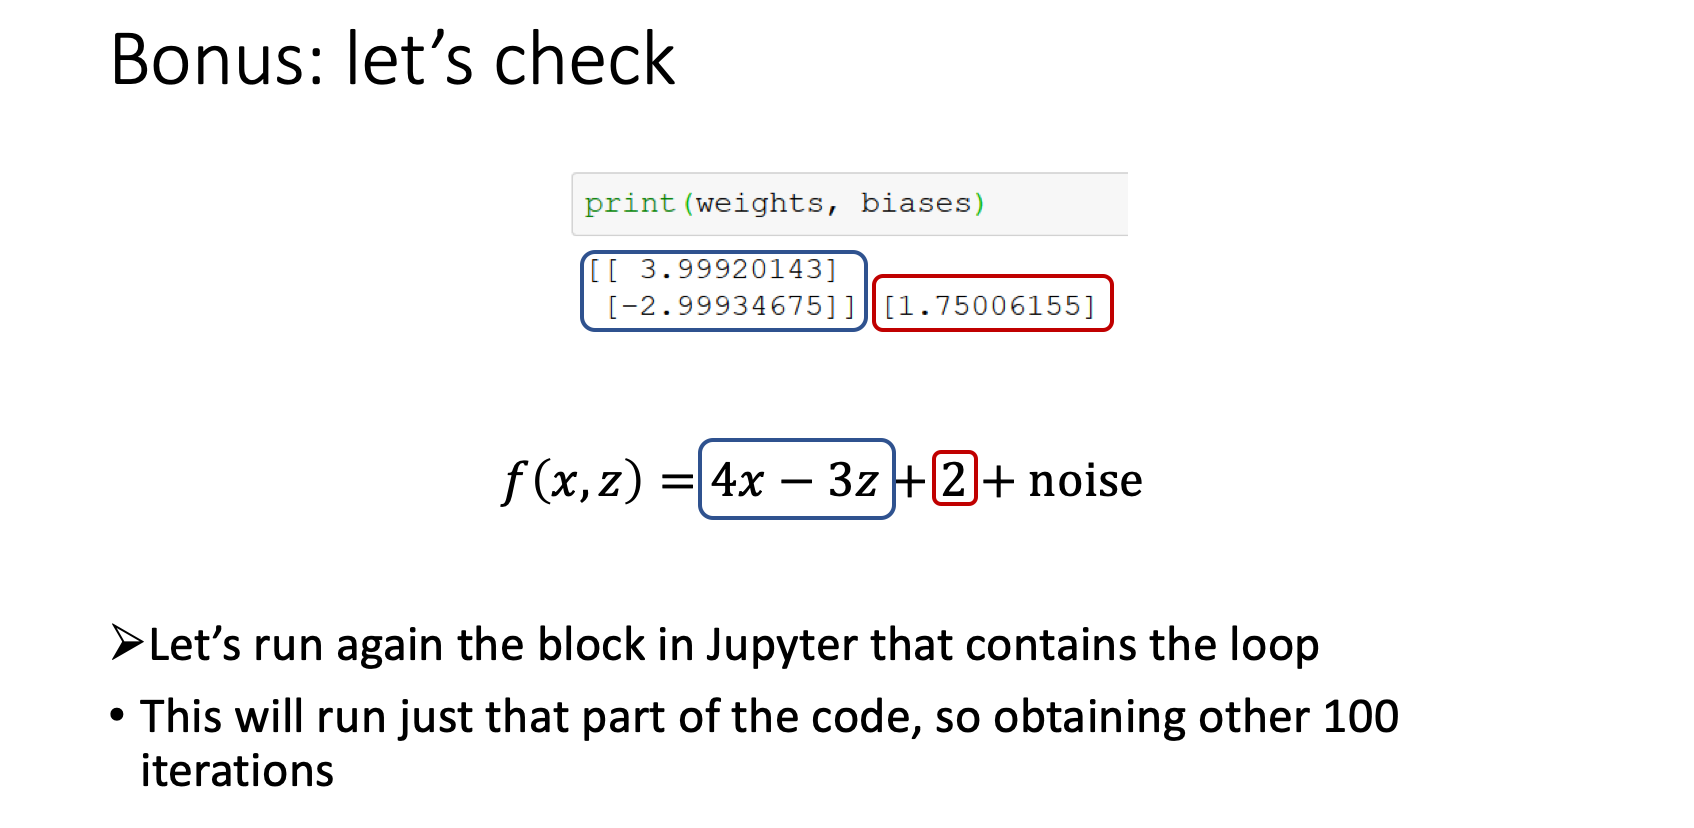 Bonus: let’s check
print(weights, biases)
[[ 3.99920143]
[-2.99934675]] [1.75006155]
f(x, z) = 4x − 3z + 2 + noise
➢Let’s run again the block in Jupyter that contains the loop
• This will run just that part of the code, so obtaining other 100
iterations